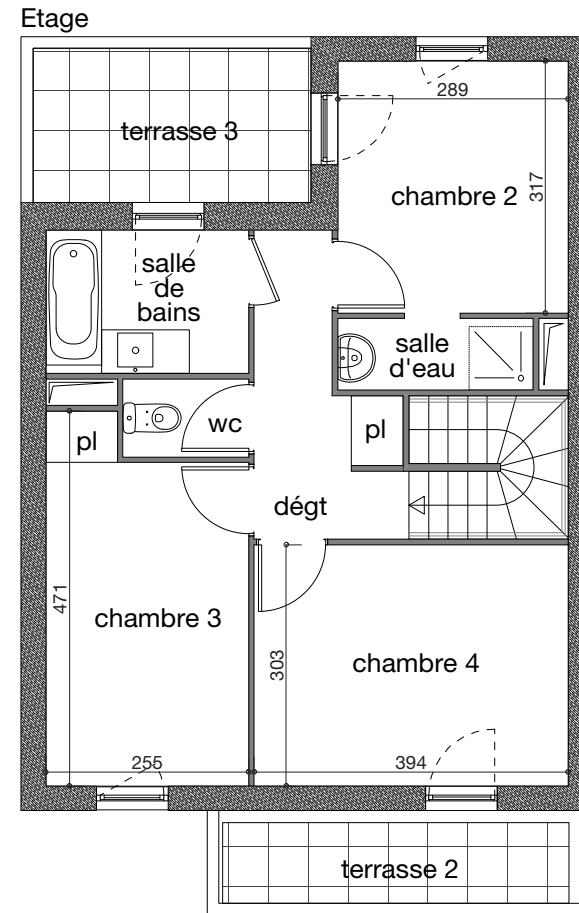 Etage
terrasse 3
289
317
chambre 2
salle
de
bains
salle
d'eau
wc
pl
pl
dégt
471
chambre 3
303
chambre 4
255
394
terrasse 2